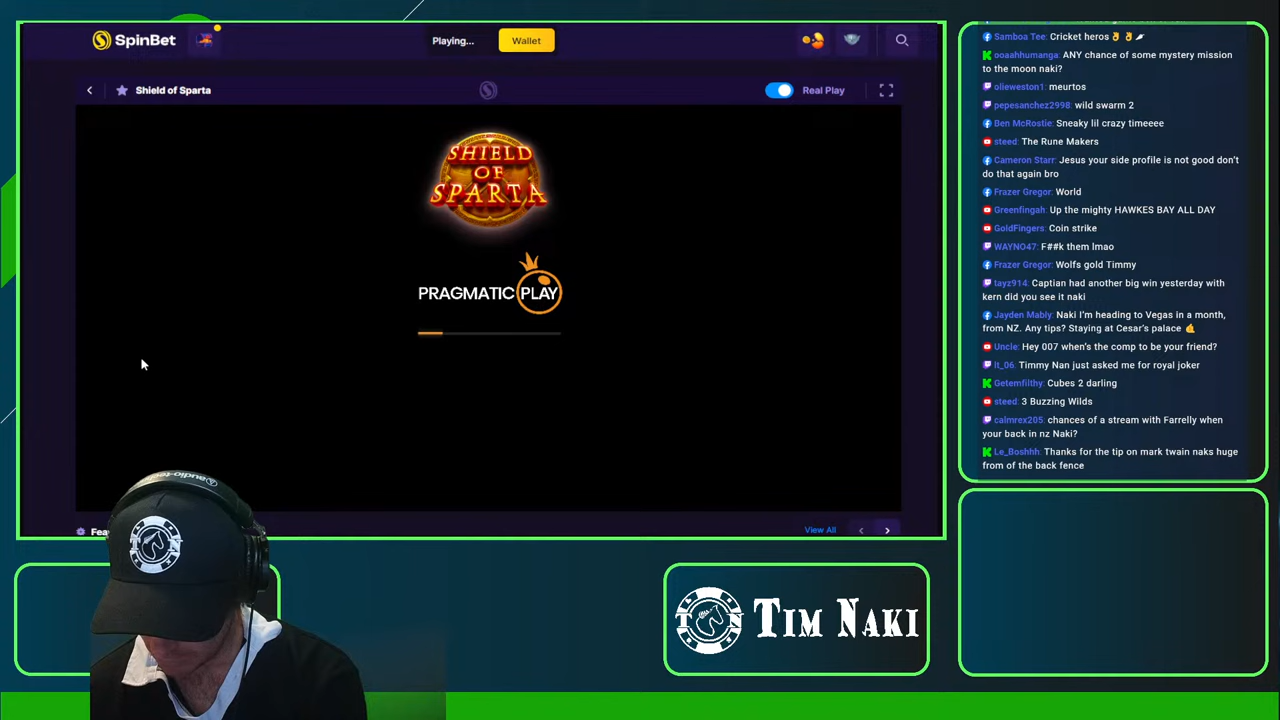 SpinBet
Playing...
Wallet
Shield of Sparta
Real Play
SHIELD
OF
SPARTA
PRAGMATIC PLAY
View All
audio-tec
TIM NAKI
Samboa Tee: Cricket heros👌👌🏏
ooaahhumanga: ANY chance of some mystery mission
to the moon naki?
olieweston1: meurtos
pepesanchez2998: wild swarm 2
Ben McRostie: Sneaky lil crazy timeeeee
steed: The Rune Makers
Cameron Starr: Jesus your side profile is not good don't
do that again bro
Frazer Gregor: World
Greenfingah: Up the mighty HAWKES BAY ALL DAY
GoldFingers: Coin strike
WAYNO47: F##k them lmao
Frazer Gregor: Wolfs gold Timmy
tayz914: Captian had another big win yesterday with
kern did you see it naki
Jayden Mably: Naki I'm heading to Vegas in a month,
from NZ. Any tips? Staying at Cesar's palace 🤙
Uncle: Hey 007 when's the comp to be your friend?
it_06: Timmy Nan just asked me for royal joker
Getemfilthy: Cubes 2 darling
steed: 3 Buzzing Wilds
calmrex205: chances of a stream with Farrelly when
your back in nz Naki?
Le_Boshhh: Thanks for the tip on mark twain naks huge
from of the back fence